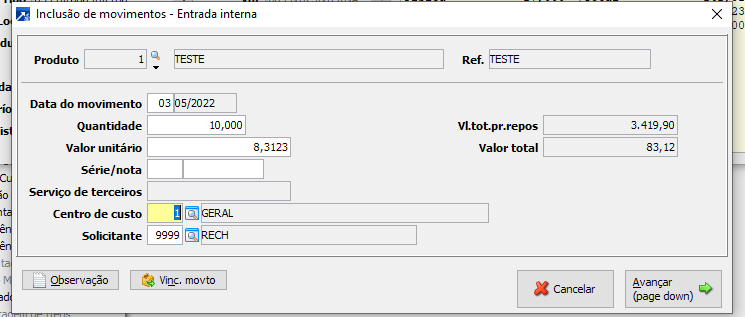 Inclusão de movimentos - Entrada interna
Produto 1 TESTE Ref. TESTE
Data do movimento 03/05/2022
Quantidade 10,000 Vl.tot.pr.repos 3.419,90
Valor unitário 8,3123 Valor total 83,12
Série/nota
Serviço de terceiros
Centro de custo 1 GERAL
Solicitante 9999 RECH
Observação Vinc. movto Cancelar Avançar
(page down)